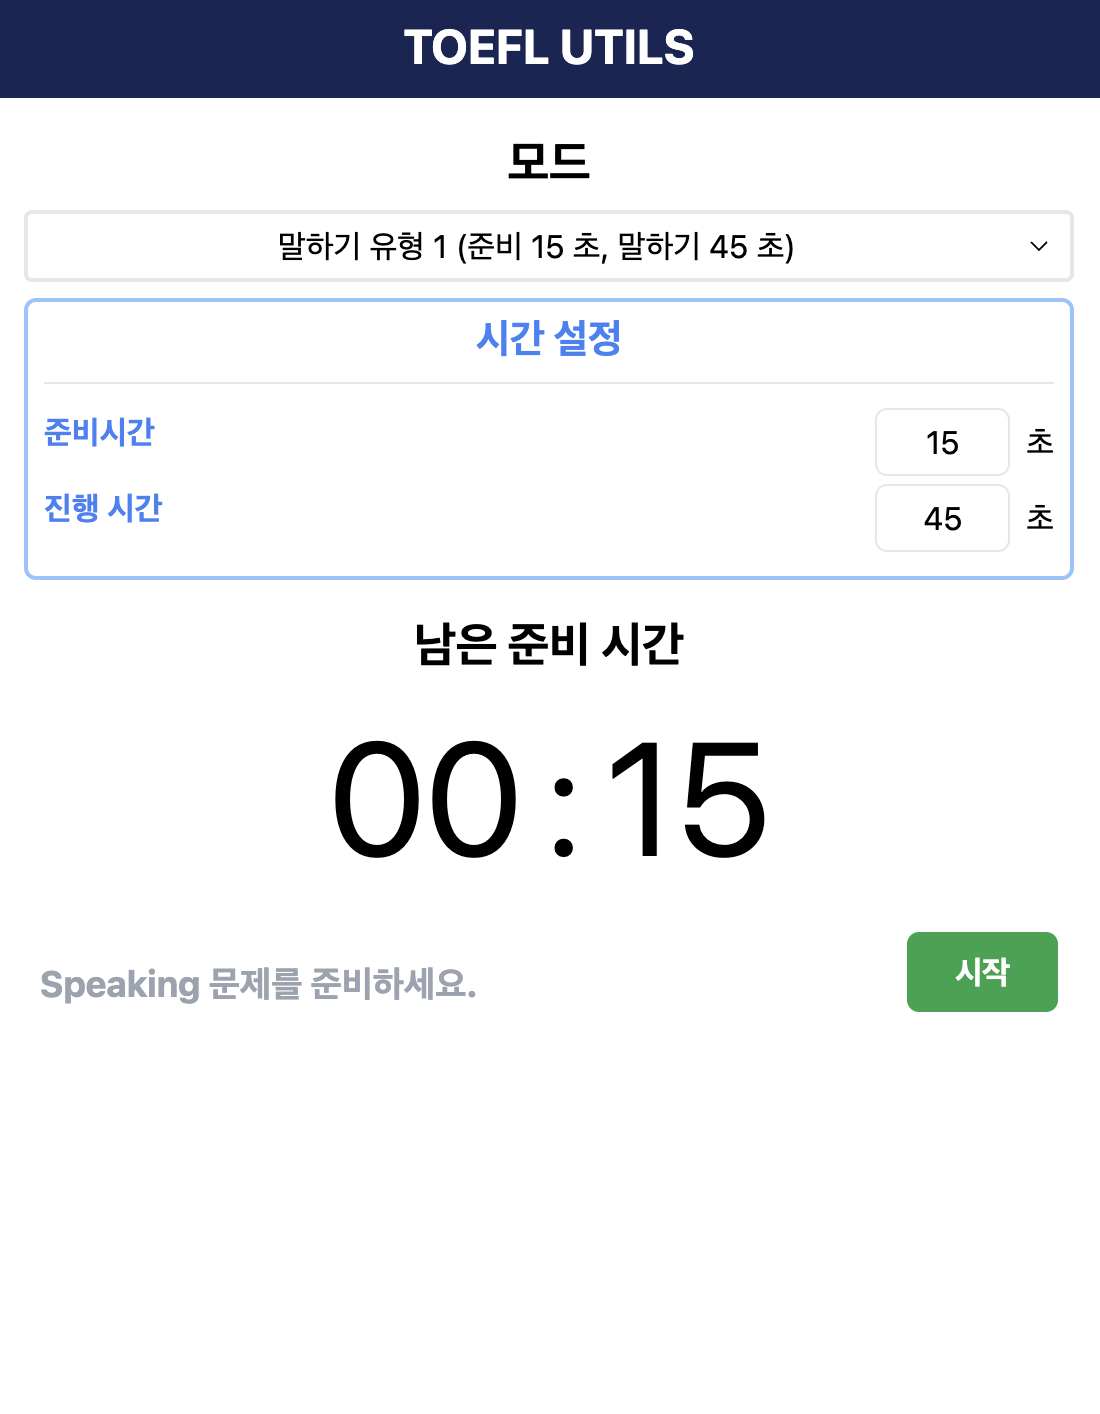 TOEFL UTILS
모드
말하기 유형 1 (준비 15 초, 말하기 45 초)
시간 설정
준비시간 15 초
진행 시간 45 초
남은 준비 시간
00:15
Speaking 문제를 준비하세요. 시작